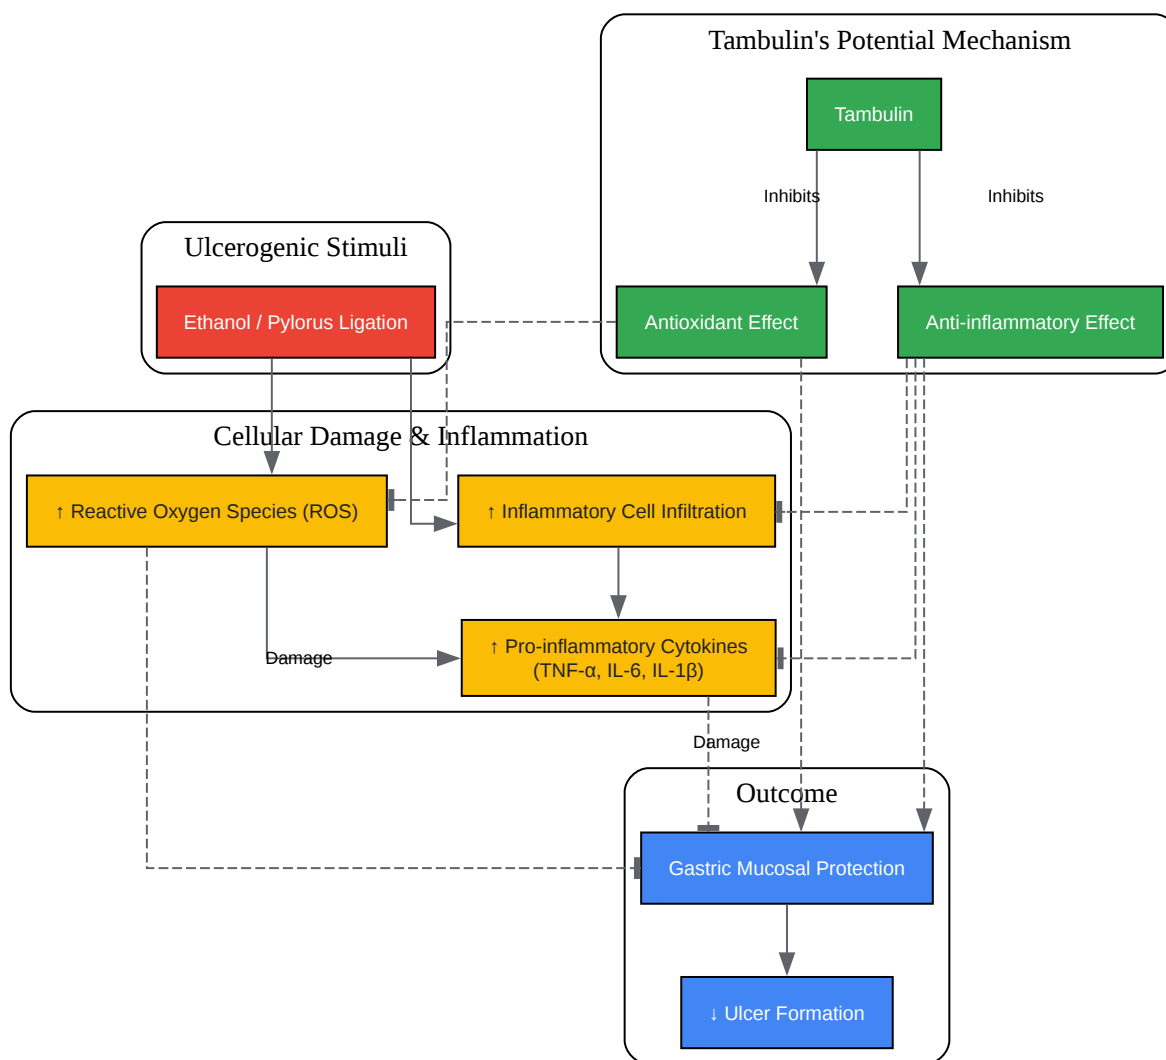 Tambulin's Potential Mechanism
Tambulin
Inhibits
Inhibits
Ulcerogenic Stimuli
Ethanol / Pylorus Ligation
Antioxidant Effect
Anti-inflammatory Effect
Cellular Damage & Inflammation
↑ Reactive Oxygen Species (ROS)
↑ Inflammatory Cell Infiltration
↑ Pro-inflammatory Cytokines
(TNF-α, IL-6, IL-1β)
Damage
Damage
Outcome
Gastric Mucosal Protection
↓ Ulcer Formation